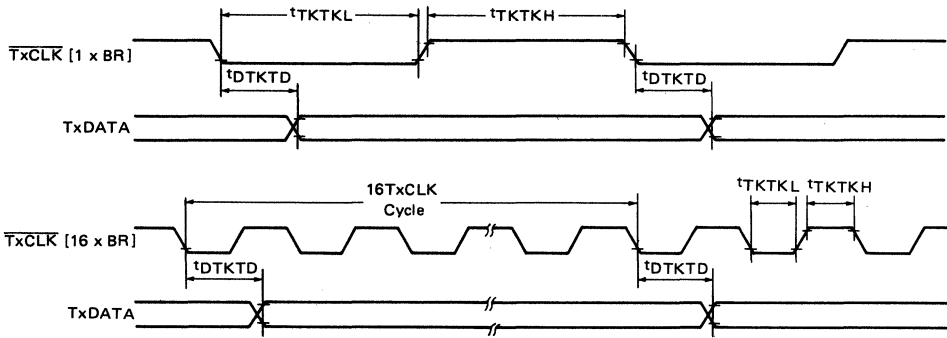 tTKTKL tTKTKH
TxCLK [1 x BR]
tDTKTD tDTKTD
TxDATA
16TxCLK
Cycle
tTKTKL tTKTKH
TxCLK [16 x BR]
tDTKTD tDTKTD
TxDATA